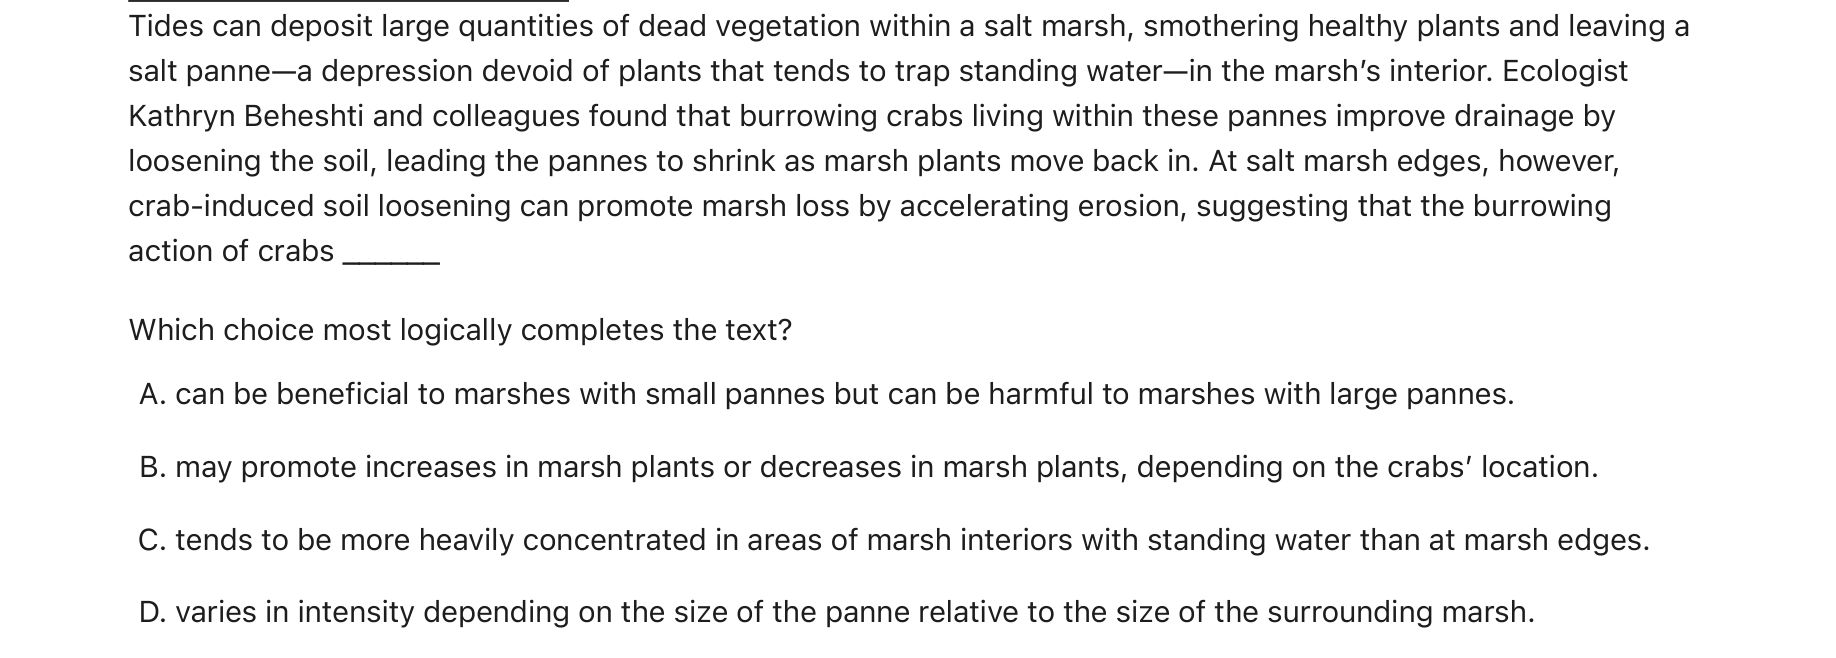 Tides can deposit large quantities of dead vegetation within a salt marsh, smothering healthy plants and leaving a
salt panne—a depression devoid of plants that tends to trap standing water—in the marsh’s interior. Ecologist
Kathryn Beheshti and colleagues found that burrowing crabs living within these pannes improve drainage by
loosening the soil, leading the pannes to shrink as marsh plants move back in. At salt marsh edges, however,
crab-induced soil loosening can promote marsh loss by accelerating erosion, suggesting that the burrowing
action of crabs ______
Which choice most logically completes the text?
A. can be beneficial to marshes with small pannes but can be harmful to marshes with large pannes.
B. may promote increases in marsh plants or decreases in marsh plants, depending on the crabs’ location.
C. tends to be more heavily concentrated in areas of marsh interiors with standing water than at marsh edges.
D. varies in intensity depending on the size of the panne relative to the size of the surrounding marsh.